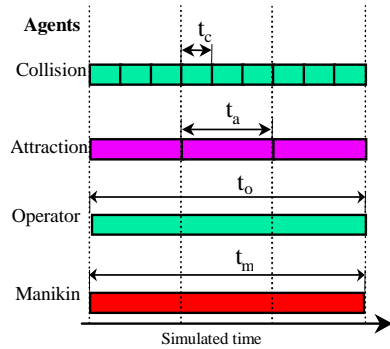 Agents
t_c
Collision
t_a
Attraction
t_o
Operator
t_m
Manikin
Simulated time